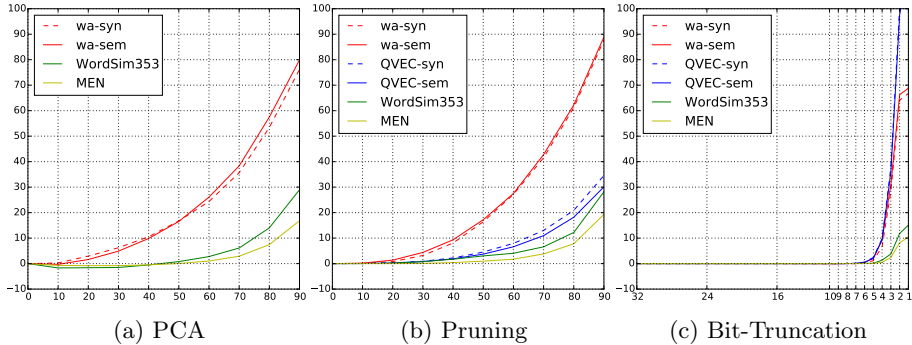 100
90
80
70
60
50
40
30
20
10
0
−10
wa-syn
wa-sem
WordSim353
MEN
0 10 20 30 40 50 60 70 80 90
(a) PCA
100
90
80
70
60
50
40
30
20
10
0
−10
wa-syn
wa-sem
QVEC-syn
QVEC-sem
WordSim353
MEN
0 10 20 30 40 50 60 70 80 90
(b) Pruning
100
90
80
70
60
50
40
30
20
10
0
−10
wa-syn
wa-sem
QVEC-syn
QVEC-sem
WordSim353
MEN
32 24 16 10 9 8 7 6 5 4 3 2 1
(c) Bit-Truncation